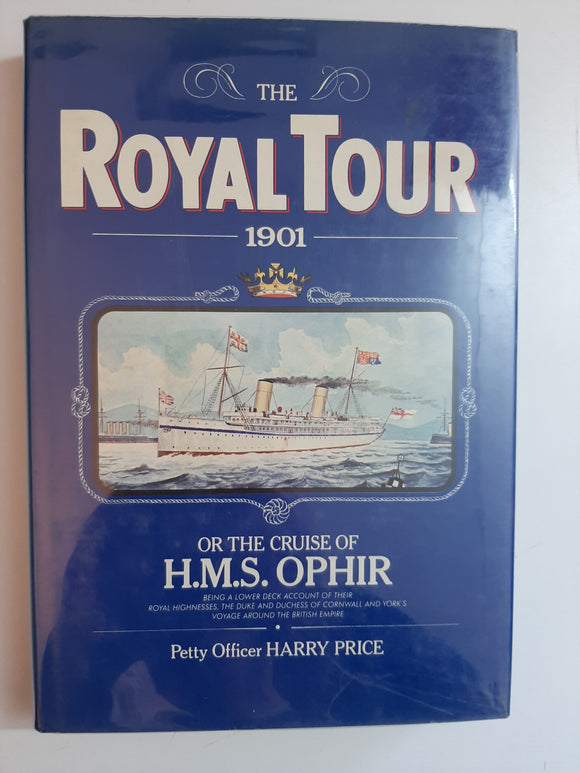 THE
ROYAL TOUR
1901
OR THE CRUISE OF
H.M.S. OPHIR
BEING A LOWER DECK ACCOUNT OF THEIR
ROYAL HIGHNESSES, THE DUKE AND DUCHESS OF CORNWALL AND YORK'S
VOYAGE AROUND THE BRITISH EMPIRE
Petty Officer HARRY PRICE